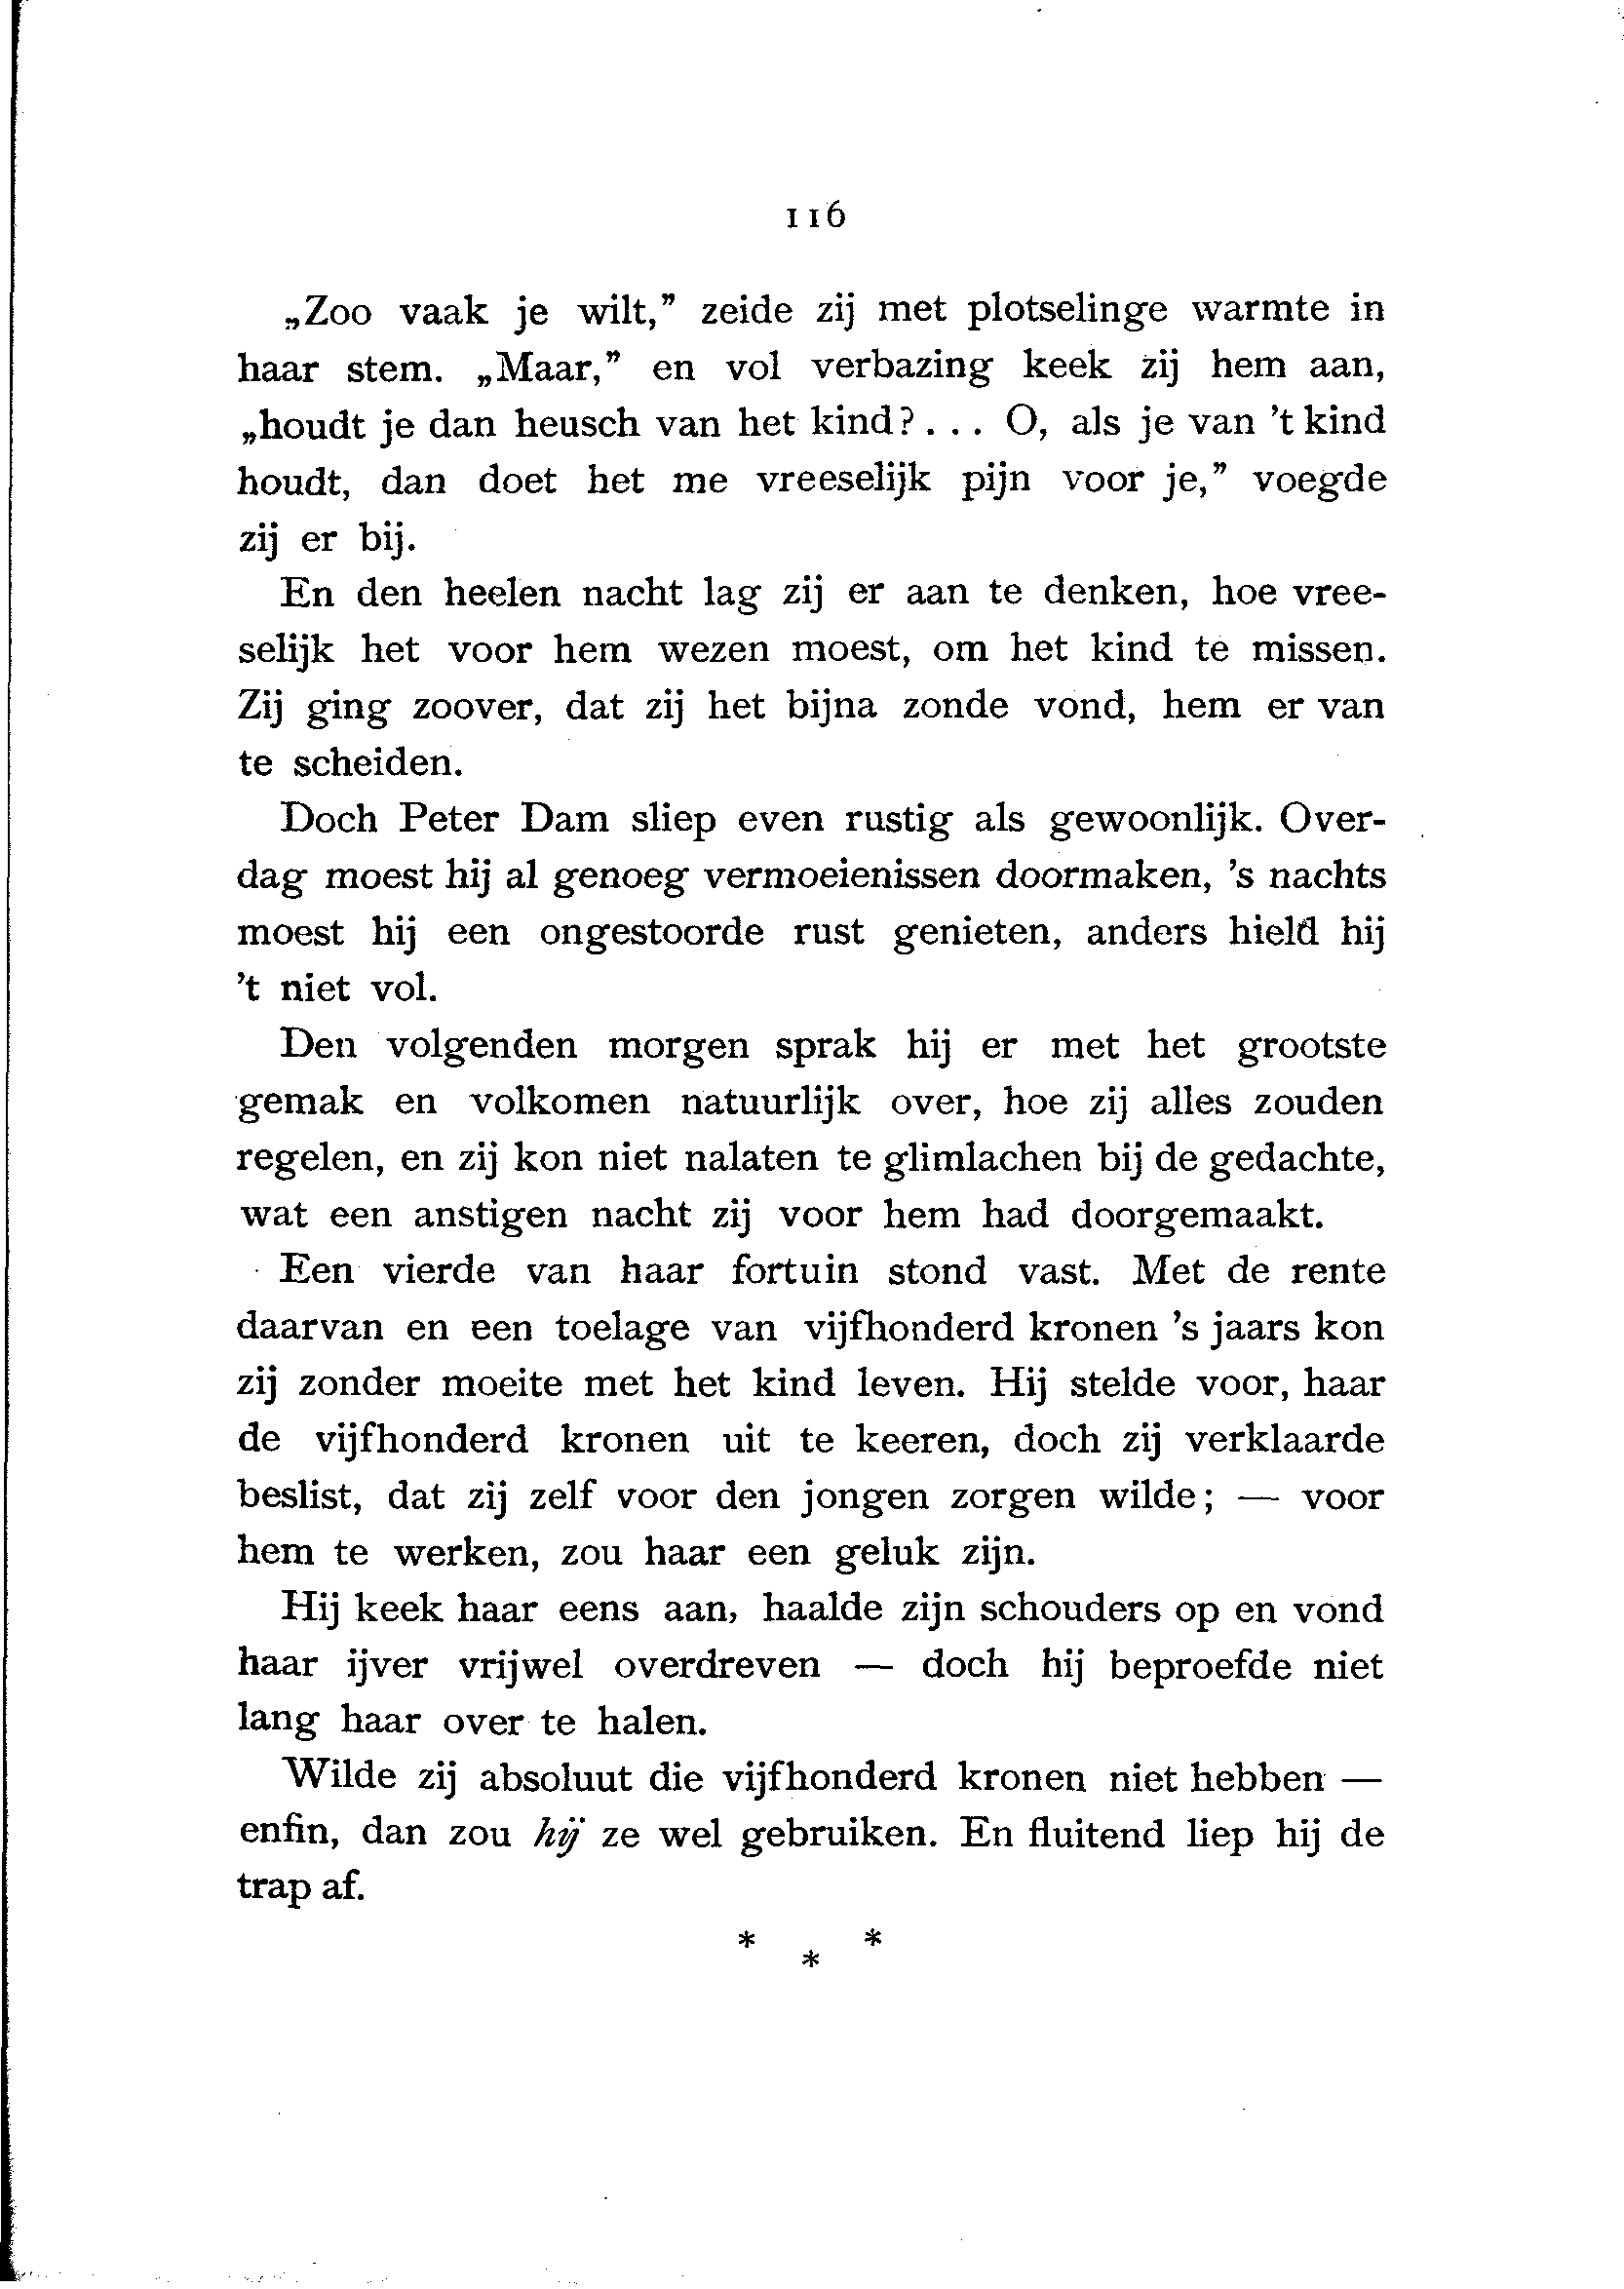 116
„Zoo vaak je wilt,” zeide zij met plotselinge warmte in
haar stem. „Maar,” en vol verbazing keek zij hem aan,
„houdt je dan heusch van het kind? . . . O, als je van ’t kind
houdt, dan doet het me vreeselijk pijn voor je,” voegde
zij er bij.
En den heelen nacht lag zij er aan te denken, hoe vree-
selijk het voor hem wezen moest, om het kind te missen.
Zij ging zoover, dat zij het bijna zonde vond, hem er van
te scheiden.
Doch Peter Dam sliep even rustig als gewoonlijk. Over-
dag moest hij al genoeg vermoeienissen doormaken, ’s nachts
moest hij een ongestoorde rust genieten, anders hield hij
’t niet vol.
Den volgenden morgen sprak hij er met het grootste
gemak en volkomen natuurlijk over, hoe zij alles zouden
regelen, en zij kon niet nalaten te glimlachen bij de gedachte,
wat een anstigen nacht zij voor hem had doorgemaakt.
Een vierde van haar fortuin stond vast. Met de rente
daarvan en een toelage van vijfhonderd kronen ’s jaars kon
zij zonder moeite met het kind leven. Hij stelde voor, haar
de vijfhonderd kronen uit te keeren, doch zij verklaarde
beslist, dat zij zelf voor den jongen zorgen wilde; — voor
hem te werken, zou haar een geluk zijn.
Hij keek haar eens aan, haalde zijn schouders op en vond
haar ijver vrijwel overdreven — doch hij beproefde niet
lang haar over te halen.
Wilde zij absoluut die vijfhonderd kronen niet hebben —
enfin, dan zou hij ze wel gebruiken. En fluitend liep hij de
trap af.
* * *